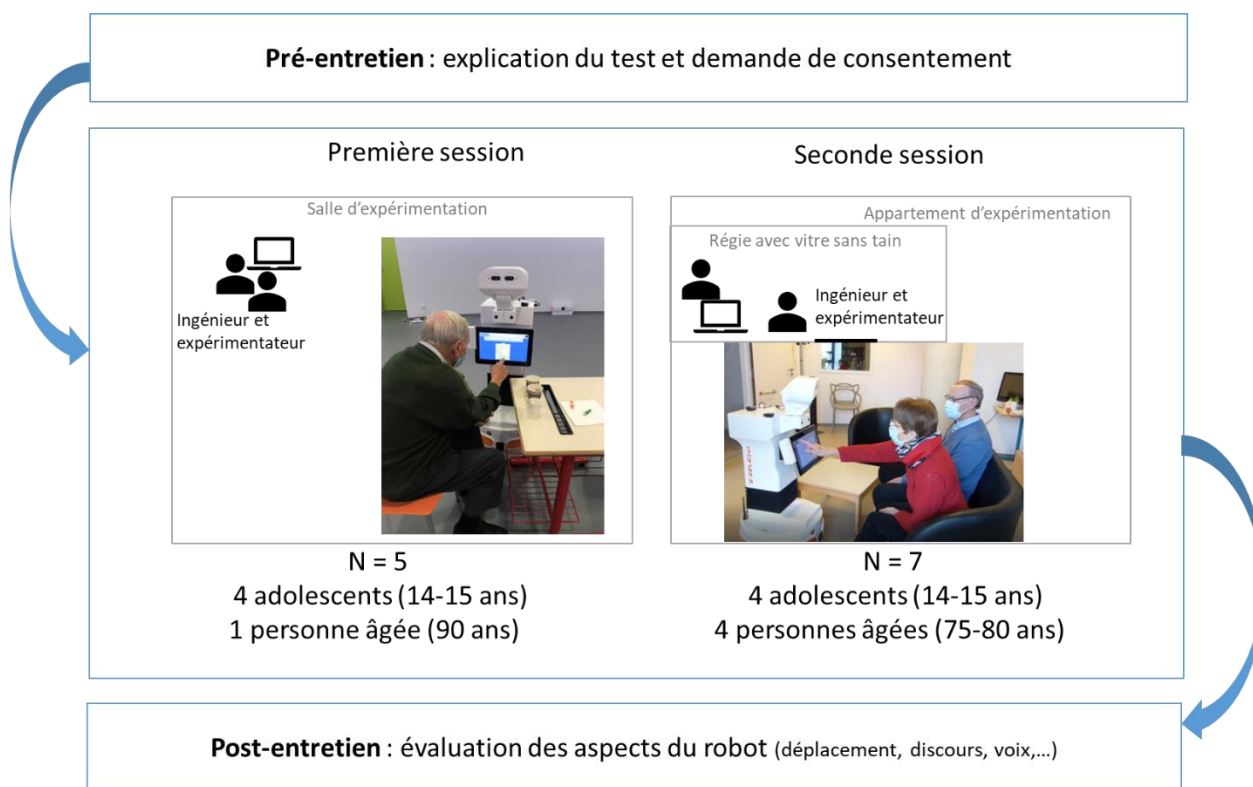 Pré-entretien : explication du test et demande de consentement
Première session
Salle d'expérimentation
Ingénieur et
expérimentateur
N = 5
4 adolescents (14-15 ans)
1 personne âgée (90 ans)
Seconde session
Appartement d'expérimentation
Régie avec vitre sans tain
Ingénieur et
expérimentateur
N = 7
4 adolescents (14-15 ans)
4 personnes âgées (75-80 ans)
Post-entretien : évaluation des aspects du robot (déplacement, discours, voix,...)